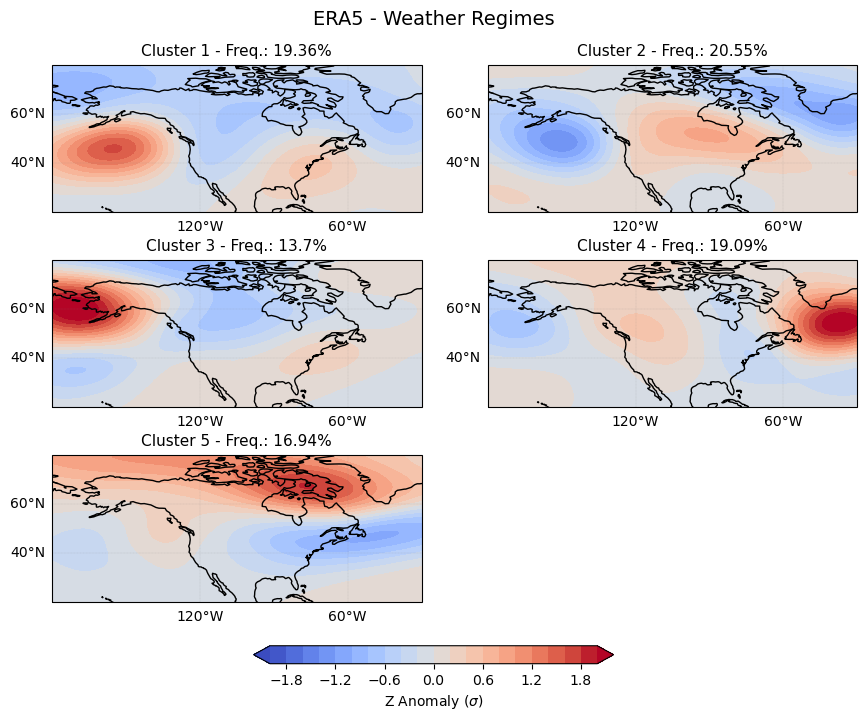 ERA5 - Weather Regimes
Cluster 1 - Freq.: 19.36%
Cluster 2 - Freq.: 20.55%
60°N
40°N
120°W
60°W
60°N
40°N
120°W
60°W
Cluster 3 - Freq.: 13.7%
Cluster 4 - Freq.: 19.09%
60°N
40°N
120°W
60°W
60°N
40°N
120°W
60°W
Cluster 5 - Freq.: 16.94%
60°N
40°N
120°W
60°W
−1.8 −1.2 −0.6 0.0 0.6 1.2 1.8
Z Anomaly (σ)